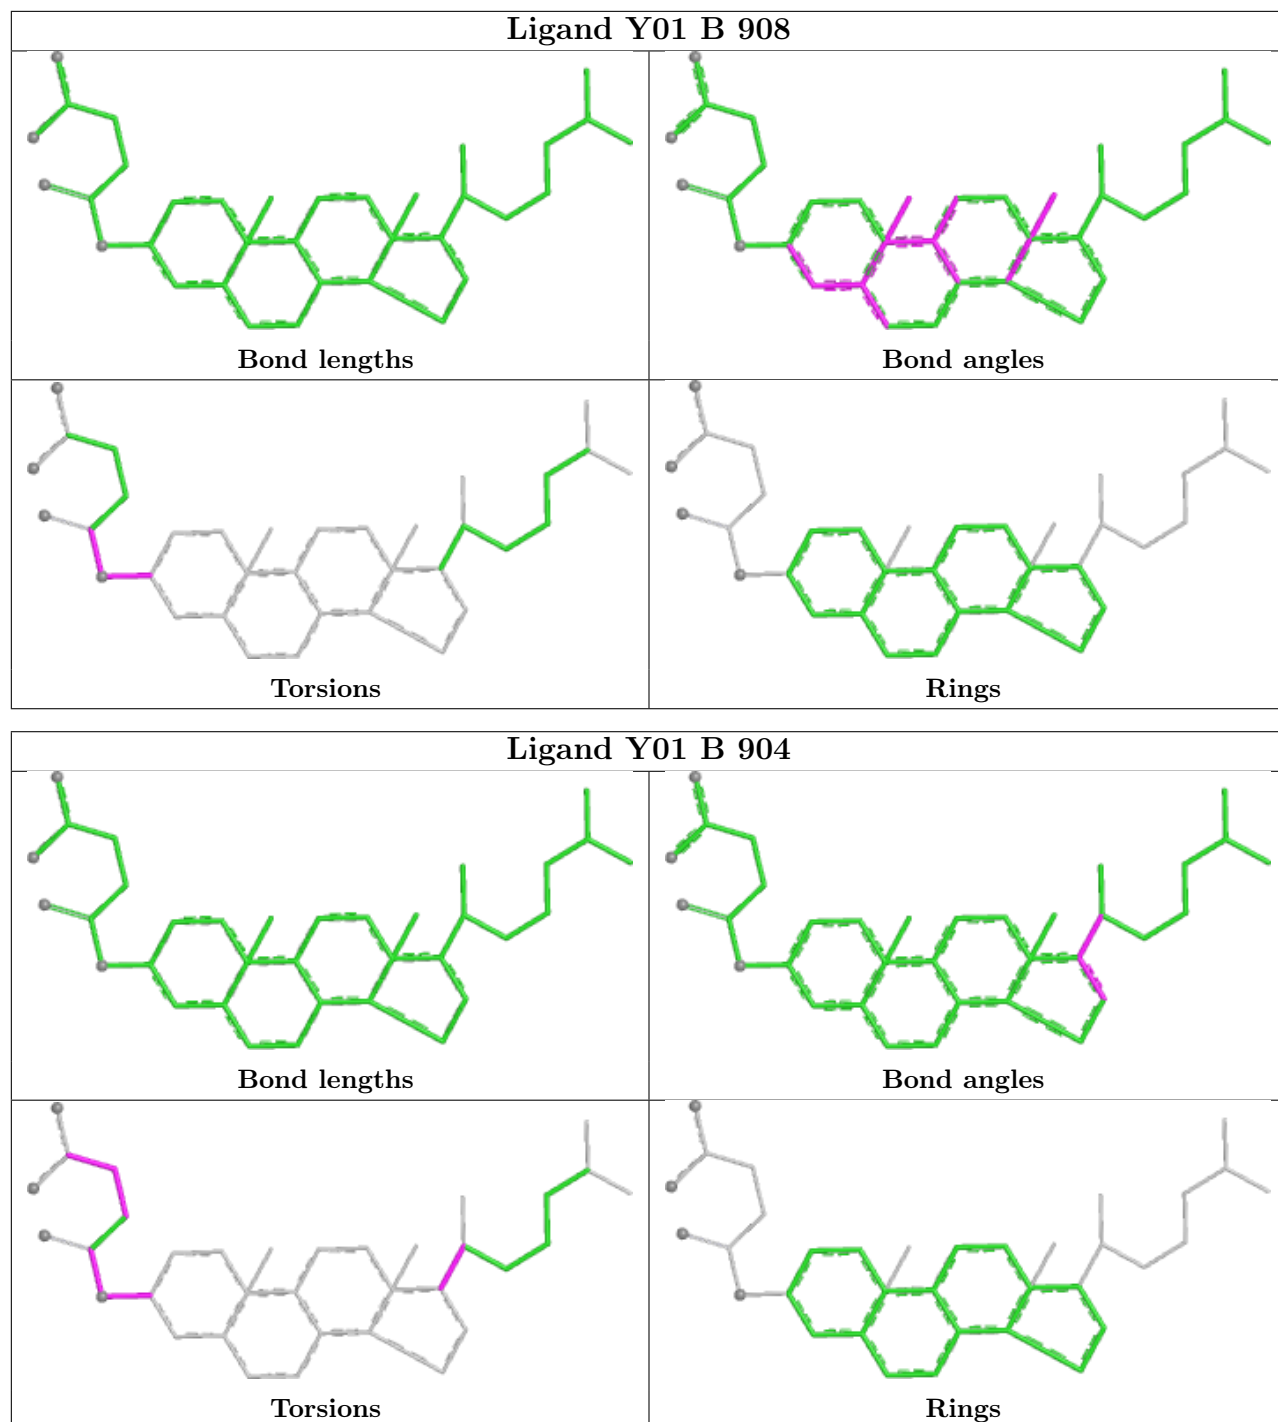 Ligand Y01 B 908
Bond lengths
Bond angles
Torsions
Rings
Ligand Y01 B 904
Bond lengths
Bond angles
Torsions
Rings